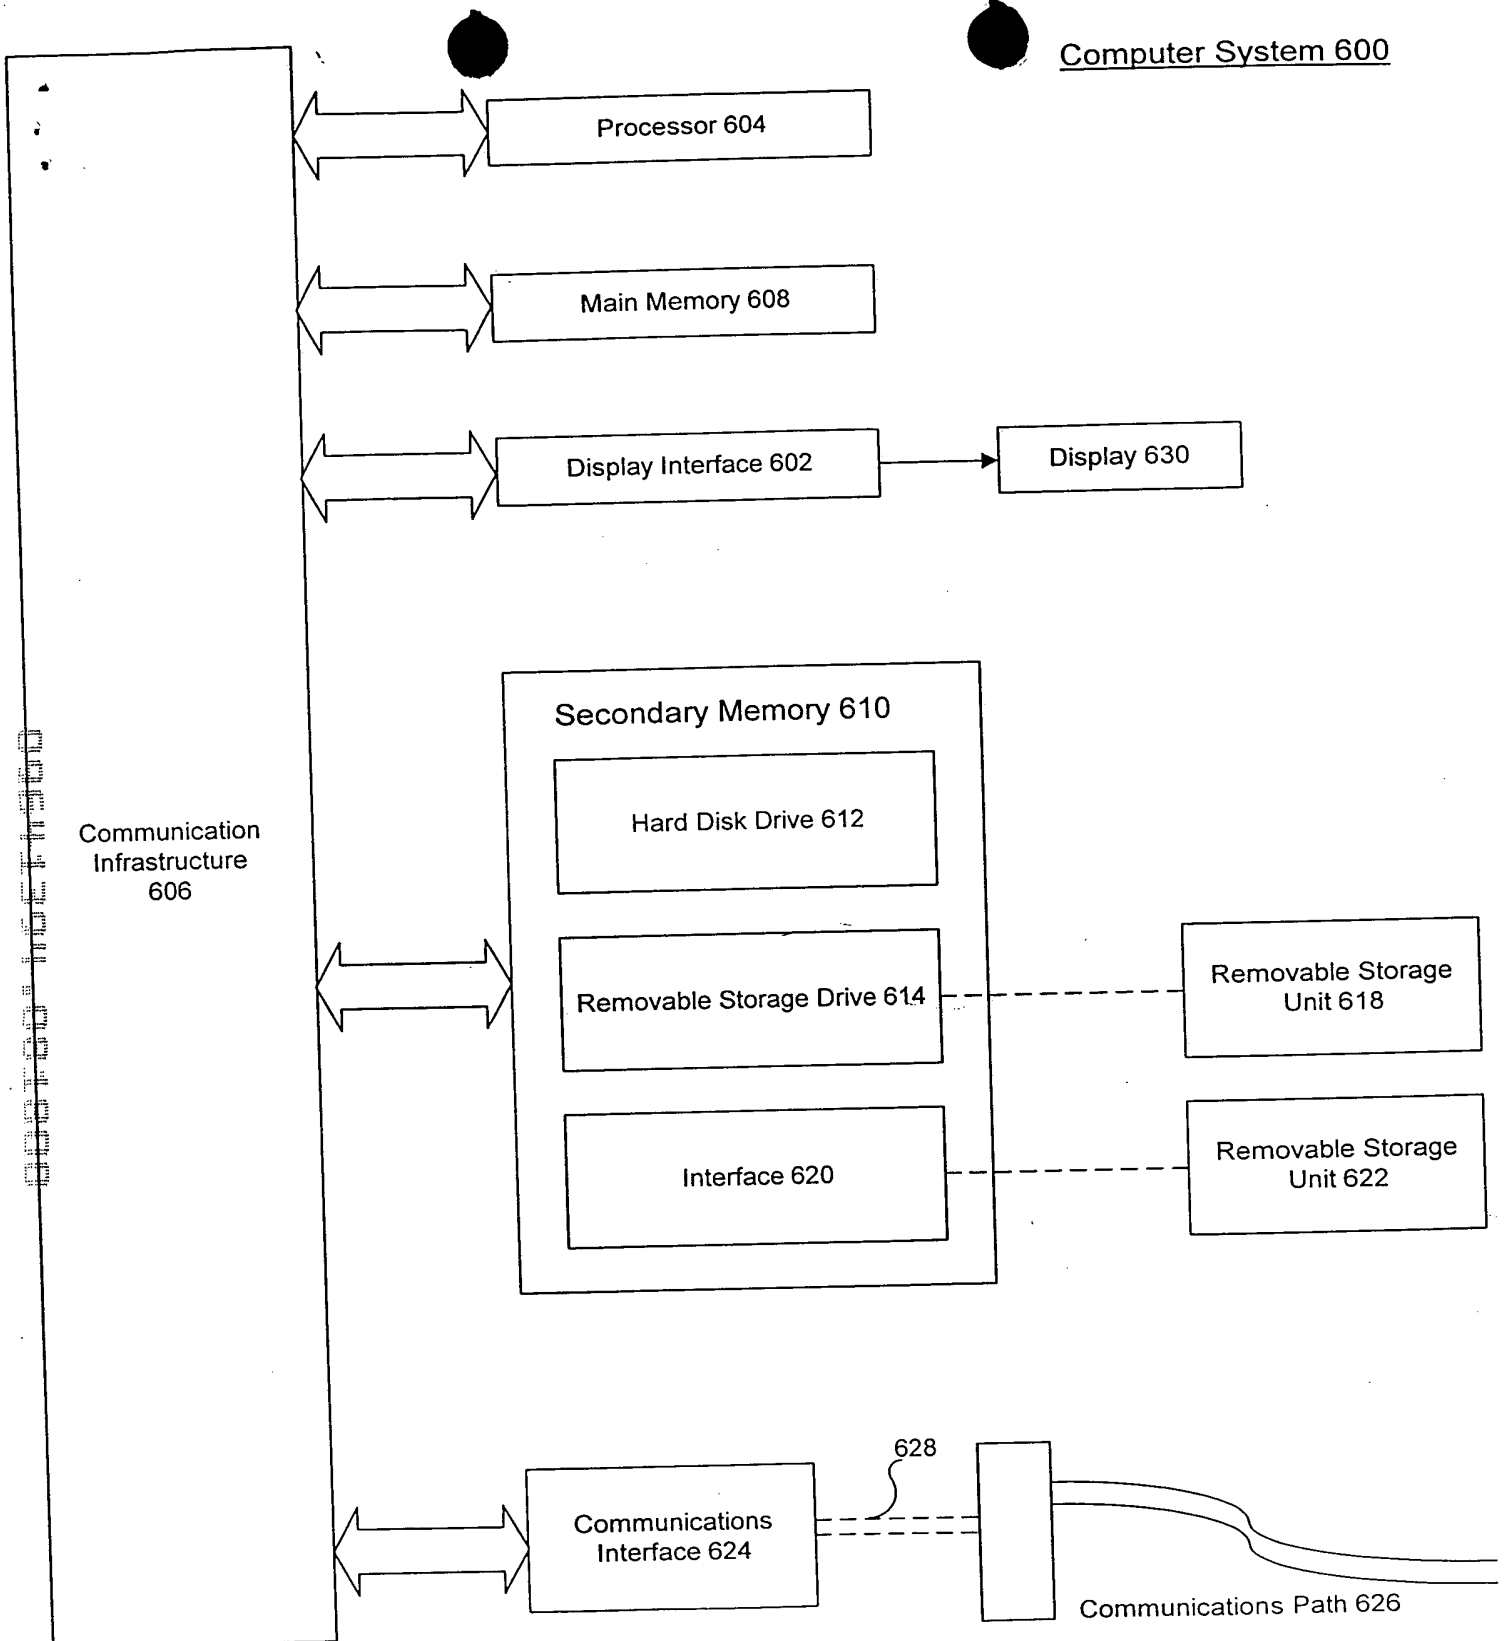 Computer System 600
Processor 604
Main Memory 608
Display Interface 602
Display 630
Secondary Memory 610
Hard Disk Drive 612
Communication
Infrastructure
606
Removable Storage Drive 614
Removable Storage
Unit 618
Interface 620
Removable Storage
Unit 622
628
Communications
Interface 624
Communications Path 626